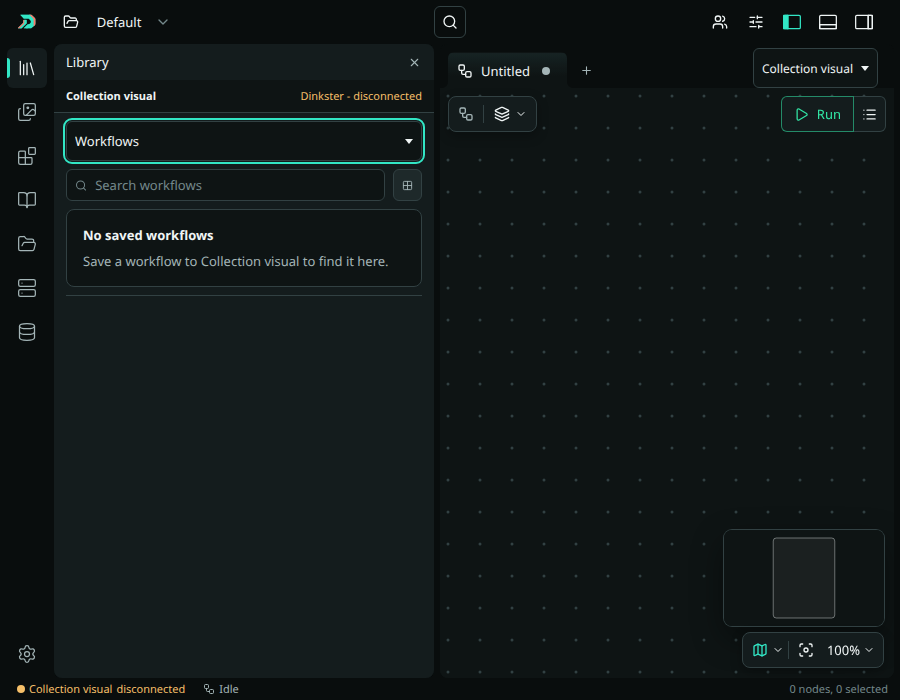 Default
Library
Collection visual
Dinkster - disconnected
Workflows
Search workflows
No saved workflows
Save a workflow to Collection visual to find it here.
Untitled
Collection visual
Run
100%
Collection visual disconnected
Idle
0 nodes, 0 selected